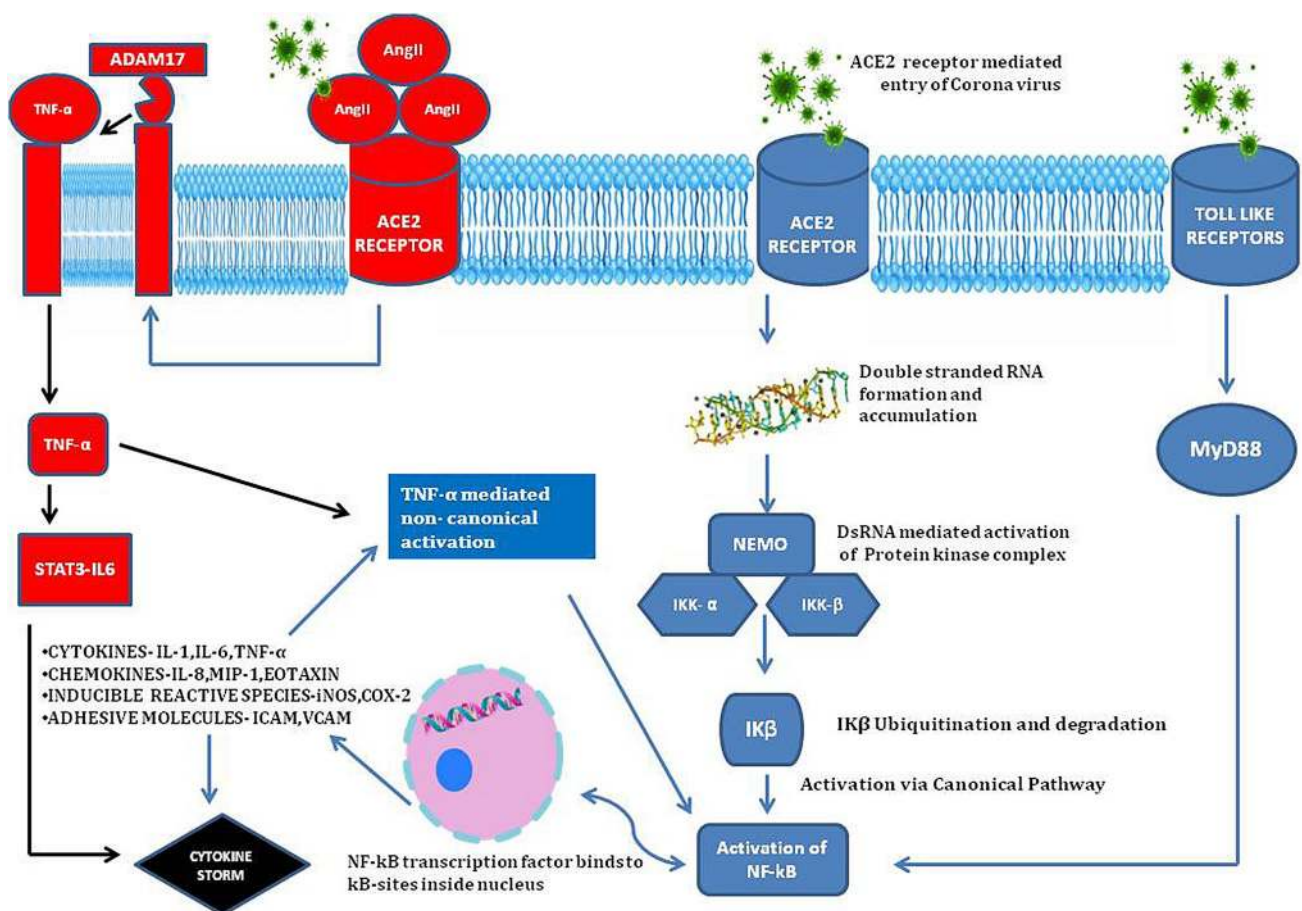 ADAM17
TNF-α
AngII
AngII
AngII
ACE2
RECEPTOR
ACE2 receptor mediated
entry of Corona virus
ACE2
RECEPTOR
TOLL LIKE
RECEPTORS
Double stranded RNA
formation and
accumulation
MyD88
TNF-α
TNF-α mediated
non- canonical
activation
STAT3-IL6
NEMO
DsRNA mediated activation
of Protein kinase complex
IKK- α
IKK-β
•CYTOKINES- IL-1,IL-6,TNF-α
•CHEMOKINES-IL-8,MIP-1,EOTAXIN
•INDUCIBLE REACTIVE SPECIES-iNOS,COX-2
•ADHESIVE MOLECULES- ICAM,VCAM
IKβ
IKβ Ubiquitination and degradation
Activation via Canonical Pathway
CYTOKINE
STORM
NF-kB transcription factor binds to
kB-sites inside nucleus
Activation of
NF-kB